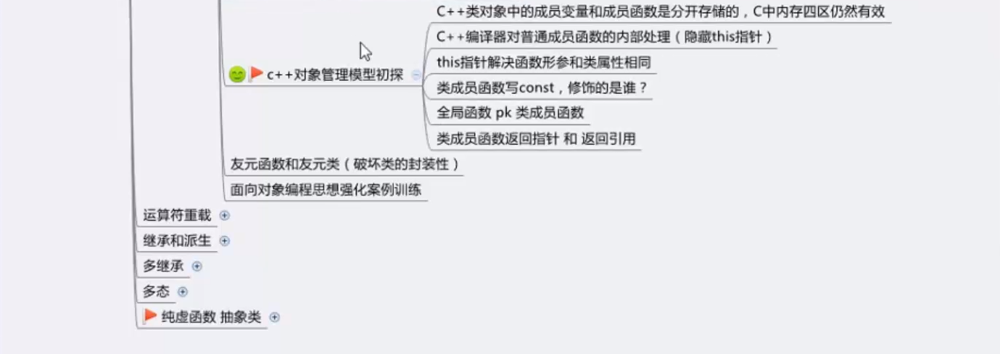 C++类对象中的成员变量和成员函数是分开存储的，C中内存四区仍然有效
C++编译器对普通成员函数的内部处理（隐藏this指针）
this指针解决函数形参和类属性相同
c++对象管理模型初探
类成员函数写const，修饰的是谁？
全局函数 pk 类成员函数
类成员函数返回指针 和 返回引用
友元函数和友元类（破坏类的封装性）
面向对象编程思想强化案例训练
运算符重载
继承和派生
多继承
多态
纯虚函数 抽象类